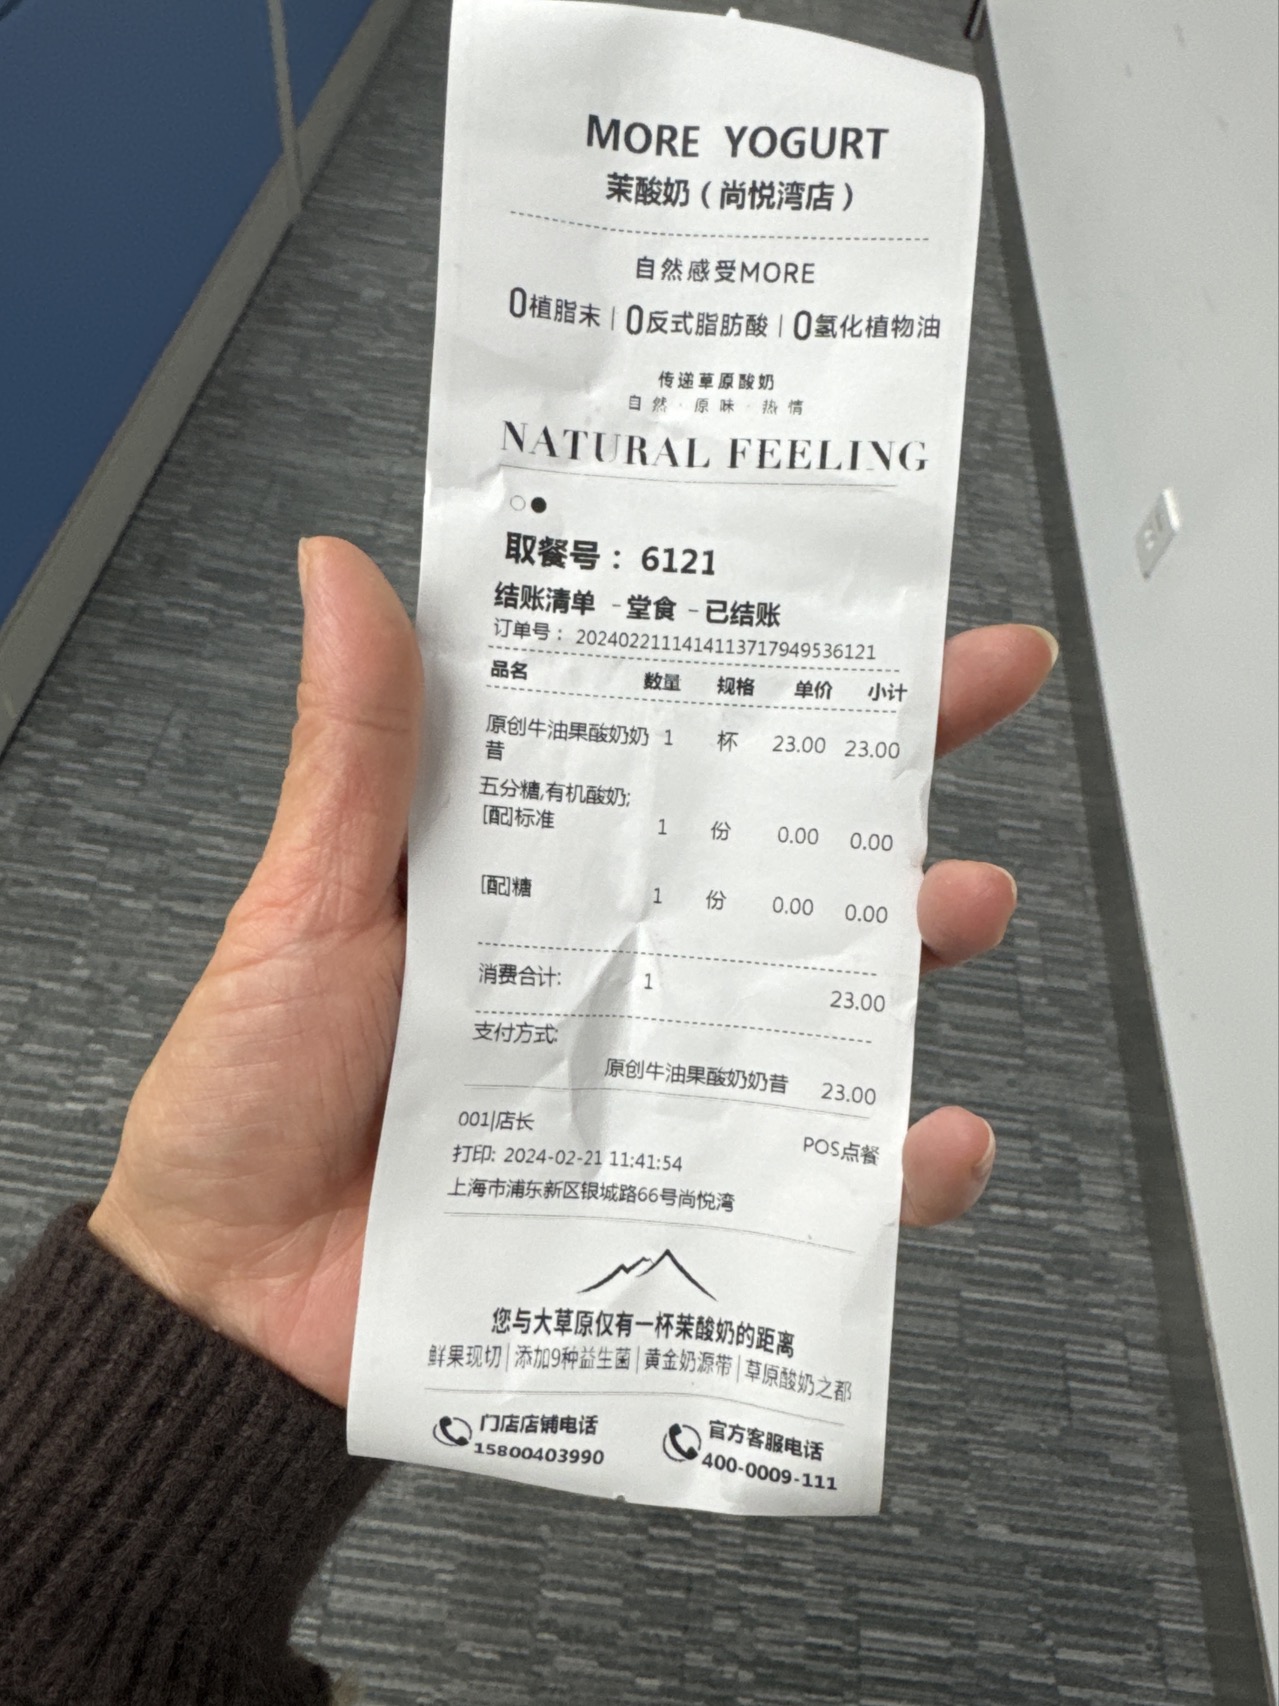 MORE YOGURT
茉酸奶（尚悦湾店）
自然感受MORE
0植脂末｜0反式脂肪酸｜0氢化植物油
传递草原酸奶
自然·原味·热情
NATURAL FEELING
取餐号：6121
结账清单 -堂食 -已结账
订单号：20240221114141137179495361​21
品名 数量 规格 单价 小计
原创牛油果酸奶奶 1 杯 23.00 23.00
昔
五分糖,有机酸奶;
[配]标准 1 份 0.00 0.00
[配]糖 1 份 0.00 0.00
消费合计: 1 23.00
支付方式:
原创牛油果酸奶奶昔 23.00
001|店长 POS点餐
打印: 2024-02-21 11:41:54
上海市浦东新区银城路66号尚悦湾
您与大草原仅有一杯茉酸奶的距离
鲜果现切|添加9种益生菌|黄金奶源带|草原酸奶之都
门店店铺电话 官方客服电话
15800403990 400-0009-111